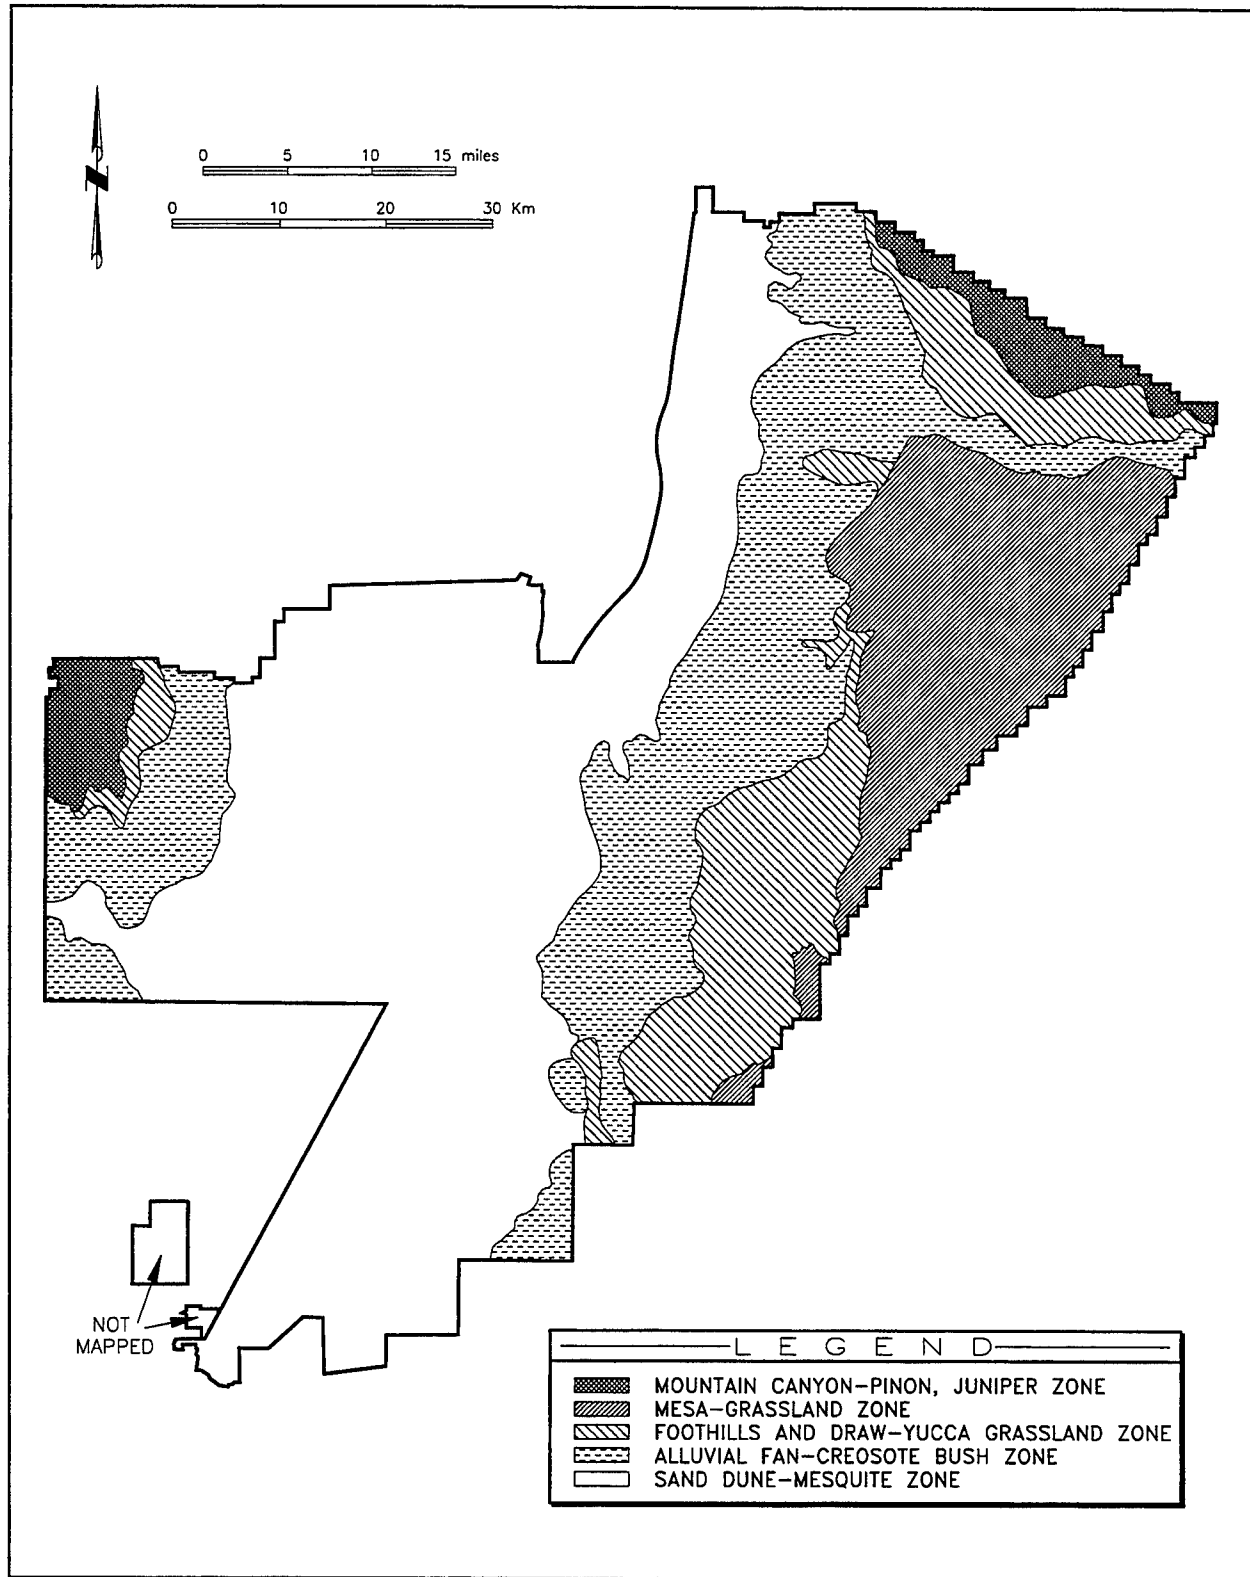 N
0 5 10 15 miles
0 10 20 30 Km
NOT
MAPPED
LEGEND
MOUNTAIN CANYON-PINON, JUNIPER ZONE
MESA-GRASSLAND ZONE
FOOTHILLS AND DRAW-YUCCA GRASSLAND ZONE
ALLUVIAL FAN-CREOSOTE BUSH ZONE
SAND DUNE-MESQUITE ZONE